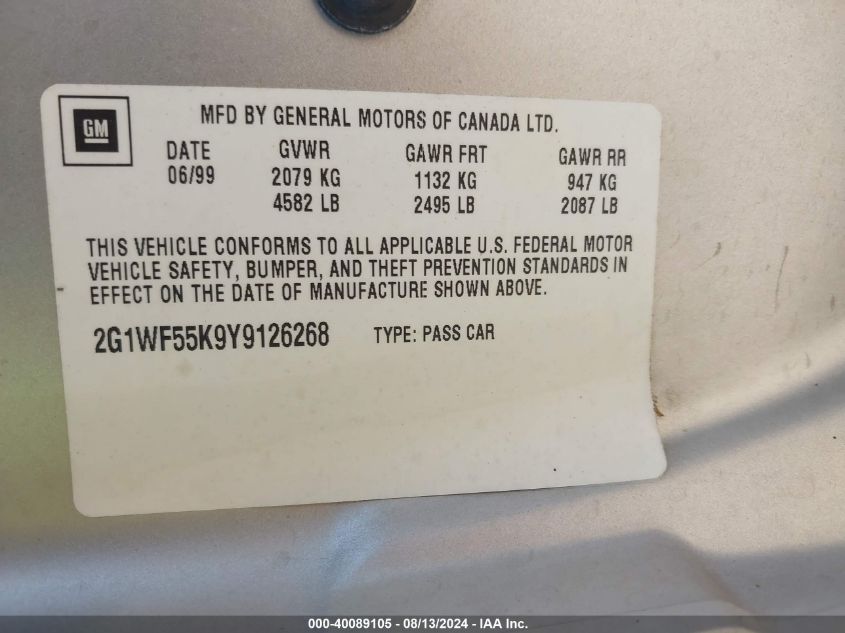 GM
MFD BY GENERAL MOTORS OF CANADA LTD.
DATE GVWR GAWR FRT GAWR RR
06/99 2079 KG 1132 KG 947 KG
4582 LB 2495 LB 2087 LB
THIS VEHICLE CONFORMS TO ALL APPLICABLE U.S. FEDERAL MOTOR
VEHICLE SAFETY, BUMPER, AND THEFT PREVENTION STANDARDS IN
EFFECT ON THE DATE OF MANUFACTURE SHOWN ABOVE.
2G1WF55K9Y9126268 TYPE: PASS CAR
000-40089105 - 08/13/2024 - IAA Inc.